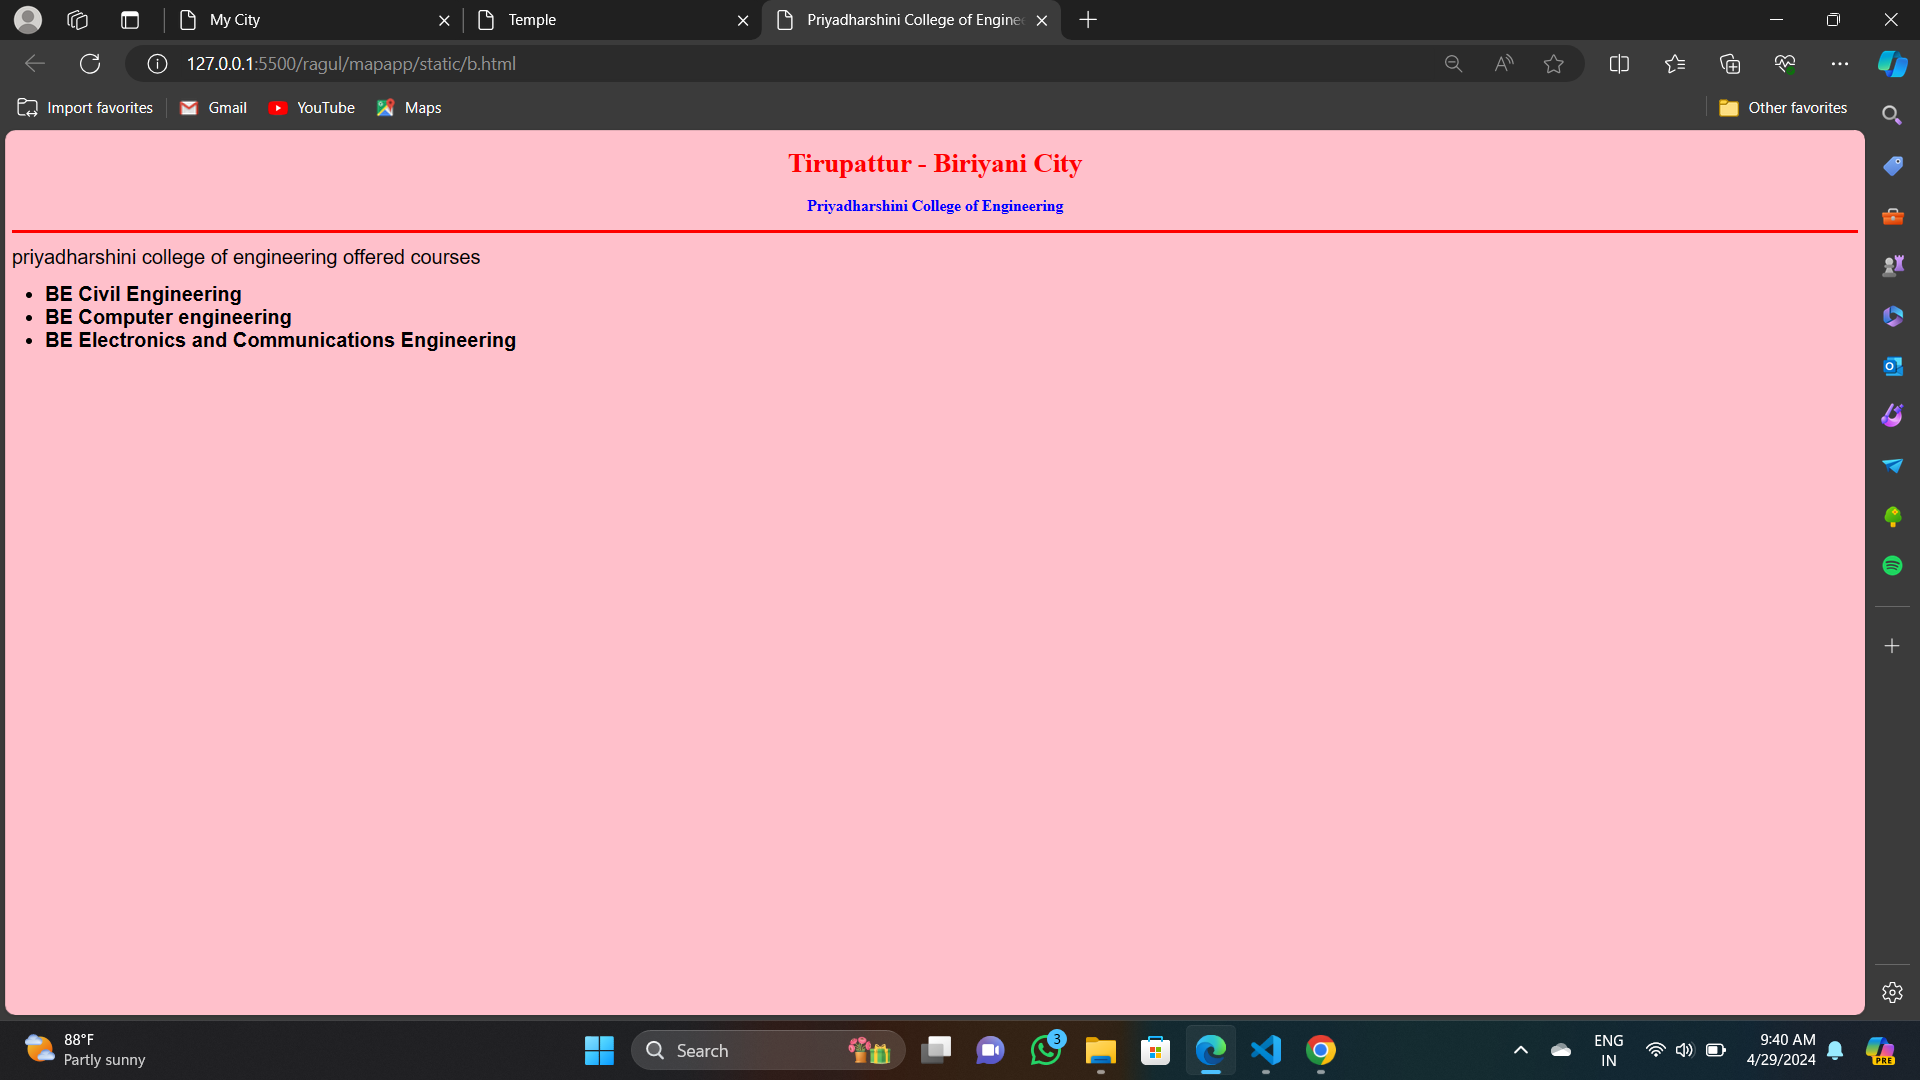 My City
Temple
Priyadharshini College of Engine
127.0.0.1:5500/ragul/mapapp/static/b.html
Import favorites
Gmail
YouTube
Maps
Other favorites
Tirupattur - Biriyani City
Priyadharshini College of Engineering
priyadharshini college of engineering offered courses
• BE Civil Engineering
• BE Computer engineering
• BE Electronics and Communications Engineering
88°F
Partly sunny
Search
3
ENG
IN
9:40 AM
4/29/2024
PRE